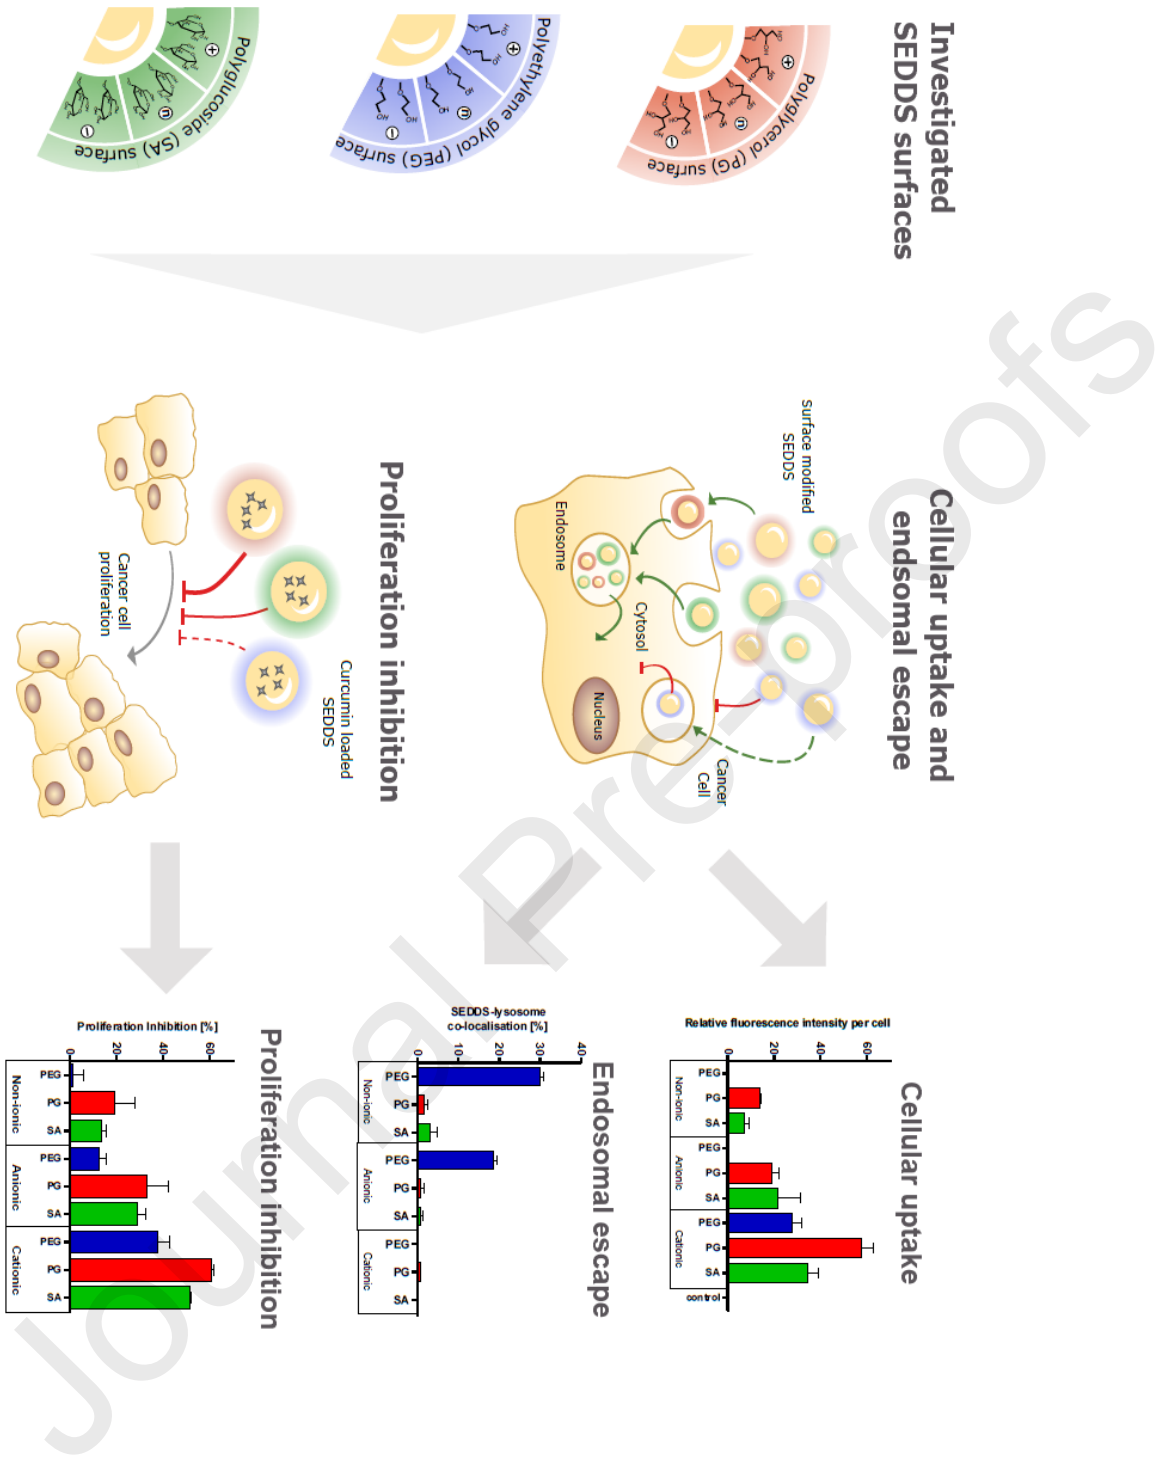 Investigated
SEDDS surfaces
Polyglycerol (PG) surface
+
n
−
HO
OH
Polyethylene glycol (PEG) surface
+
n
−
HO
OH
Polyglucoside (SA) surface
+
n
−
Cellular uptake and
endsomal escape
Surface modified
SEDDS
Endosome
Cytosol
Nucleus
Cancer
Cell
Proliferation inhibition
Curcumin loaded
SEDDS
Cancer cell
proliferation
Cellular uptake
Relative fluorescence intensity per cell
0
20
40
60
Non-ionic
PEG
PG
SA
Anionic
PEG
PG
SA
Cationic
PEG
PG
SA
control
Endosomal escape
SEDDS-lysosome
co-localisation [%]
0
10
20
30
40
Non-ionic
PEG
PG
SA
Anionic
PEG
PG
SA
Cationic
PEG
PG
SA
Proliferation inhibition
Proliferation Inhibition [%]
0
20
40
60
Non-ionic
PEG
PG
SA
Anionic
PEG
PG
SA
Cationic
PEG
PG
SA
Journal Pre-proofs